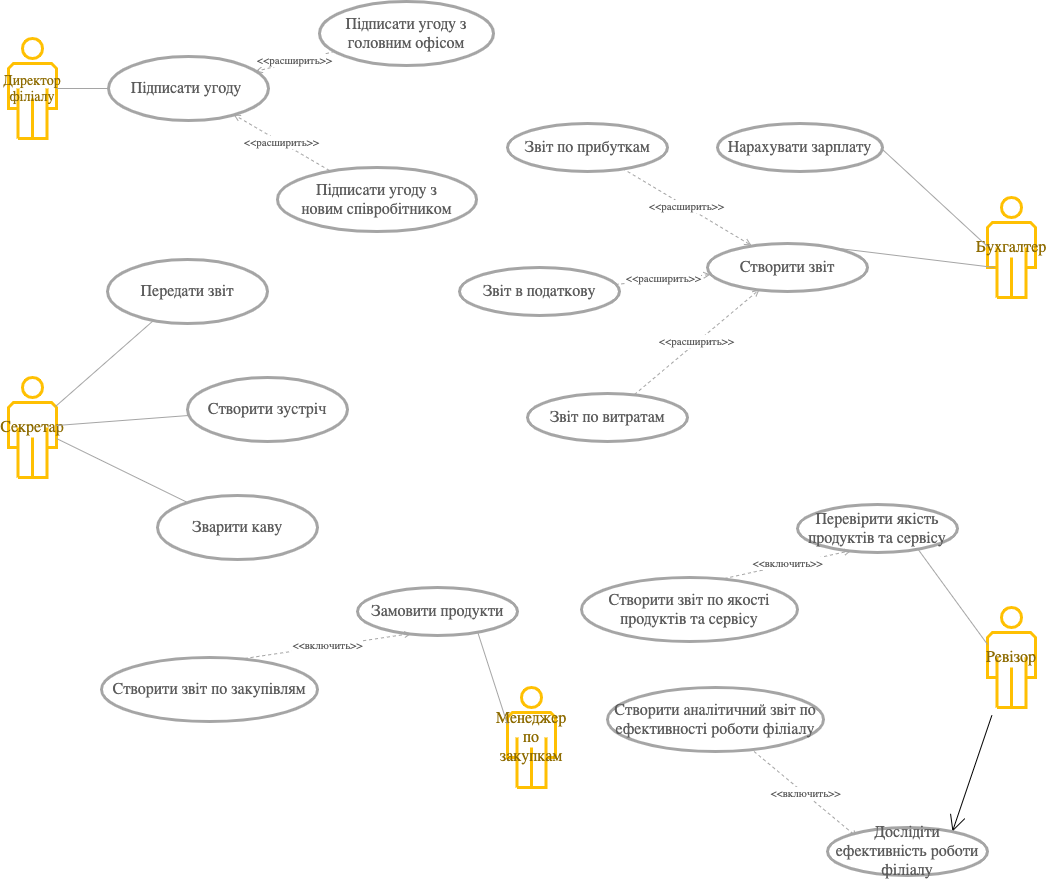 Підписати угоду з
головним офісом
<<расширить>>
Директор
філіалу
Підписати угоду
<<расширить>>
Підписати угоду з
новим співробітником
Звіт по прибуткам
Нарахувати зарплату
<<расширить>>
Бухгалтер
Створити звіт
Звіт в податкову
<<расширить>>
<<расширить>>
Звіт по витратам
Передати звіт
Створити зустріч
Секретар
Зварити каву
Перевірити якість
продуктів та сервісу
<<включить>>
Створити звіт по якості
продуктів та сервісу
Замовити продукти
<<включить>>
Створити звіт по закупівлям
Менеджер
по
закупкам
Ревізор
Створити аналітичний звіт по
ефективності роботи філіалу
<<включить>>
Дослідіти
ефективність роботи
філіалу